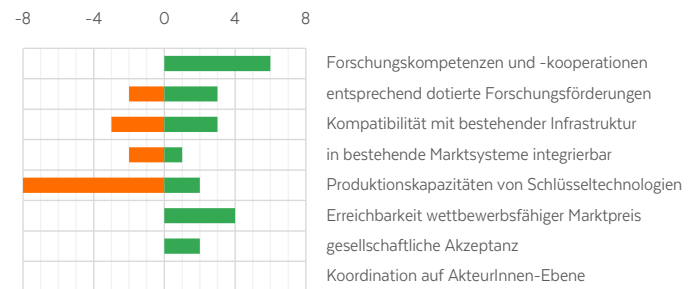 -8 -4 0 4 8
Forschungskompetenzen und -kooperationen
entsprechend dotierte Forschungsförderungen
Kompatibilität mit bestehender Infrastruktur
in bestehende Marktsysteme integrierbar
Produktionskapazitäten von Schlüsseltechnologien
Erreichbarkeit wettbewerbsfähiger Marktpreis
gesellschaftliche Akzeptanz
Koordination auf AkteurInnen-Ebene